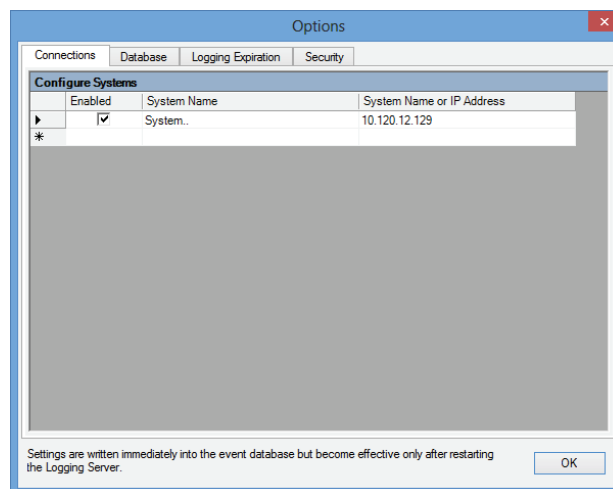 Options
Connections Database Logging Expiration Security
Configure Systems
Enabled System Name System Name or IP Address
System.. 10.120.12.129
Settings are written immediately into the event database but become effective only after restarting
the Logging Server.
OK